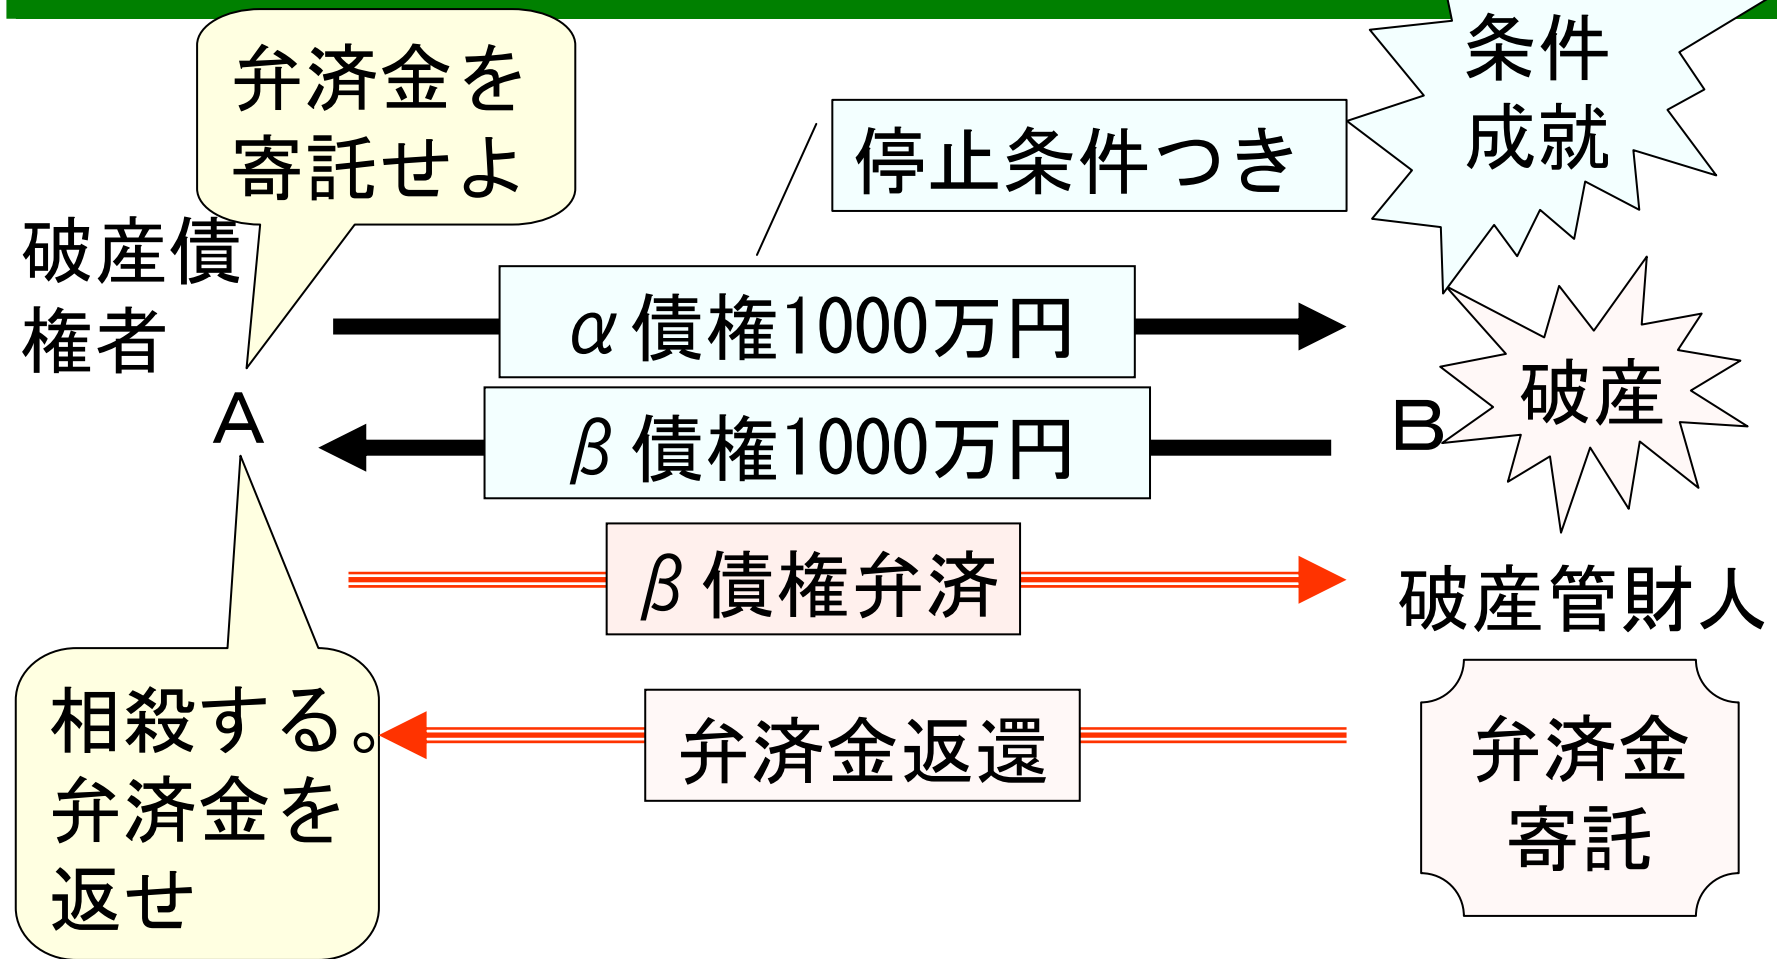 弁済金を
寄託せよ
条件
成就
停止条件つき
破産債
権者
α債権1000万円
A
β債権1000万円
B
破産
β債権弁済
破産管財人
相殺する。
弁済金を
返せ
弁済金返還
弁済金
寄託